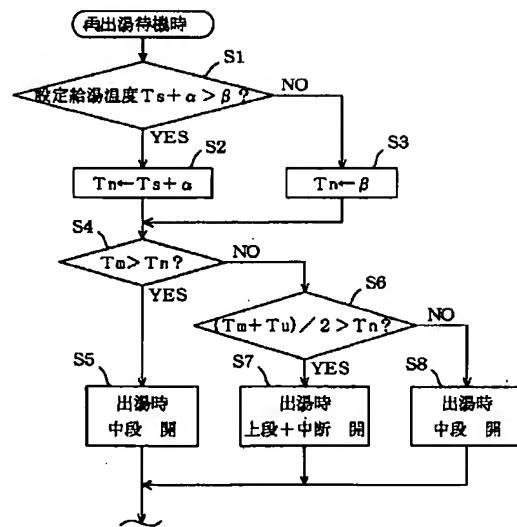 再出湯待機時
S1
設定給湯温度Ts＋α＞β？
NO
YES
S2
S3
Tn←Ts＋α
Tn←β
S4
Tm＞Tn？
NO
YES
S6
(Tm＋Tu)／2＞Tn？
NO
YES
S5
S7
S8
出湯時
中段　開
出湯時
上段＋中断　開
出湯時
中段　開